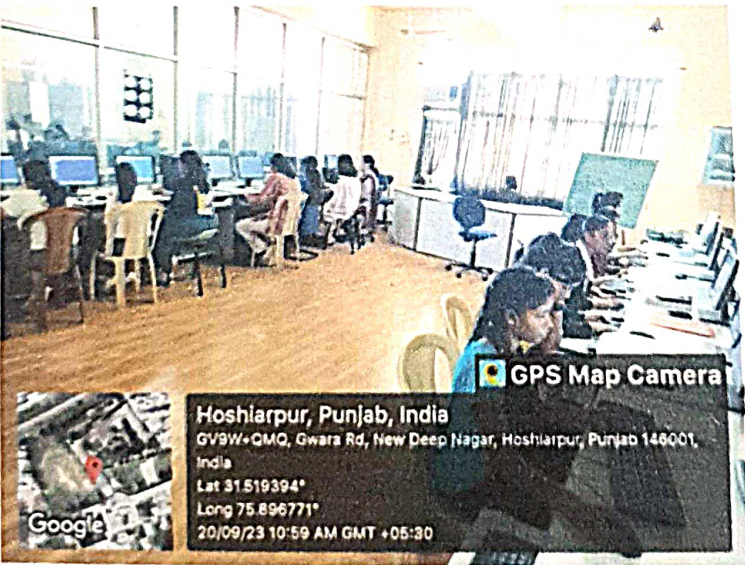 GPS Map Camera
Hoshiarpur, Punjab, India
GV9W+QMQ, Gwara Rd, New Deep Nagar, Hoshiarpur, Punjab 146001,
India
Lat 31.519394°
Long 75.896771°
20/09/23 10:59 AM GMT +05:30
Google